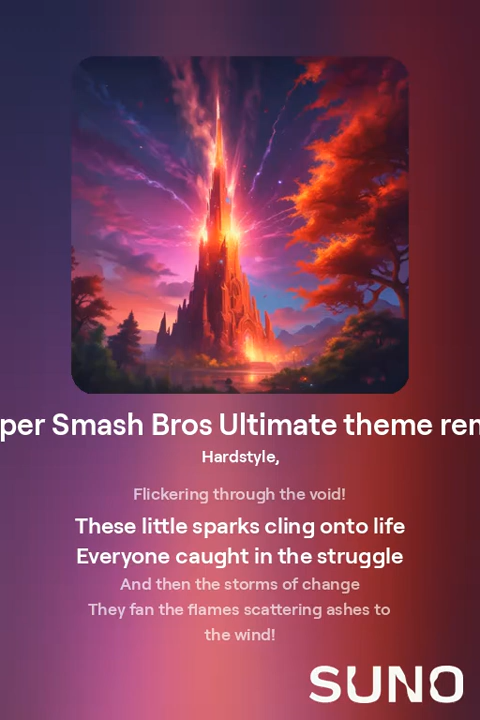 per Smash Bros Ultimate theme rem
Hardstyle,
Flickering through the void!
These little sparks cling onto life
Everyone caught in the struggle
And then the storms of change
They fan the flames scattering ashes to
the wind!
SUNO